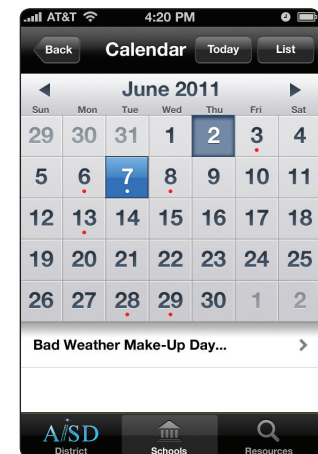 AT&T 4:20 PM
Back Calendar Today List
June 2011
Sun Mon Tue Wed Thu Fri Sat
29 30 31 1 2 3 4
5 6 7 8 9 10 11
12 13 14 15 16 17 18
19 20 21 22 23 24 25
26 27 28 29 30 1 2
Bad Weather Make-Up Day...
AISD
District Schools Resources